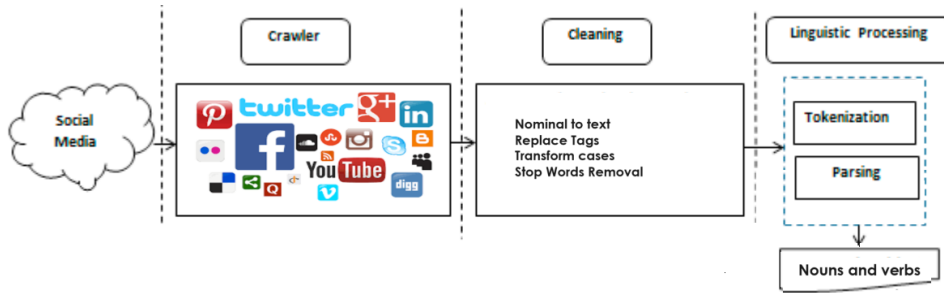 Crawler
Cleaning
Linguistic Processing
Social
Media
twitter
g+
in
f
You Tube
digg
Q
Nominal to text
Replace Tags
Transform cases
Stop Words Removal
Tokenization
Parsing
Nouns and verbs